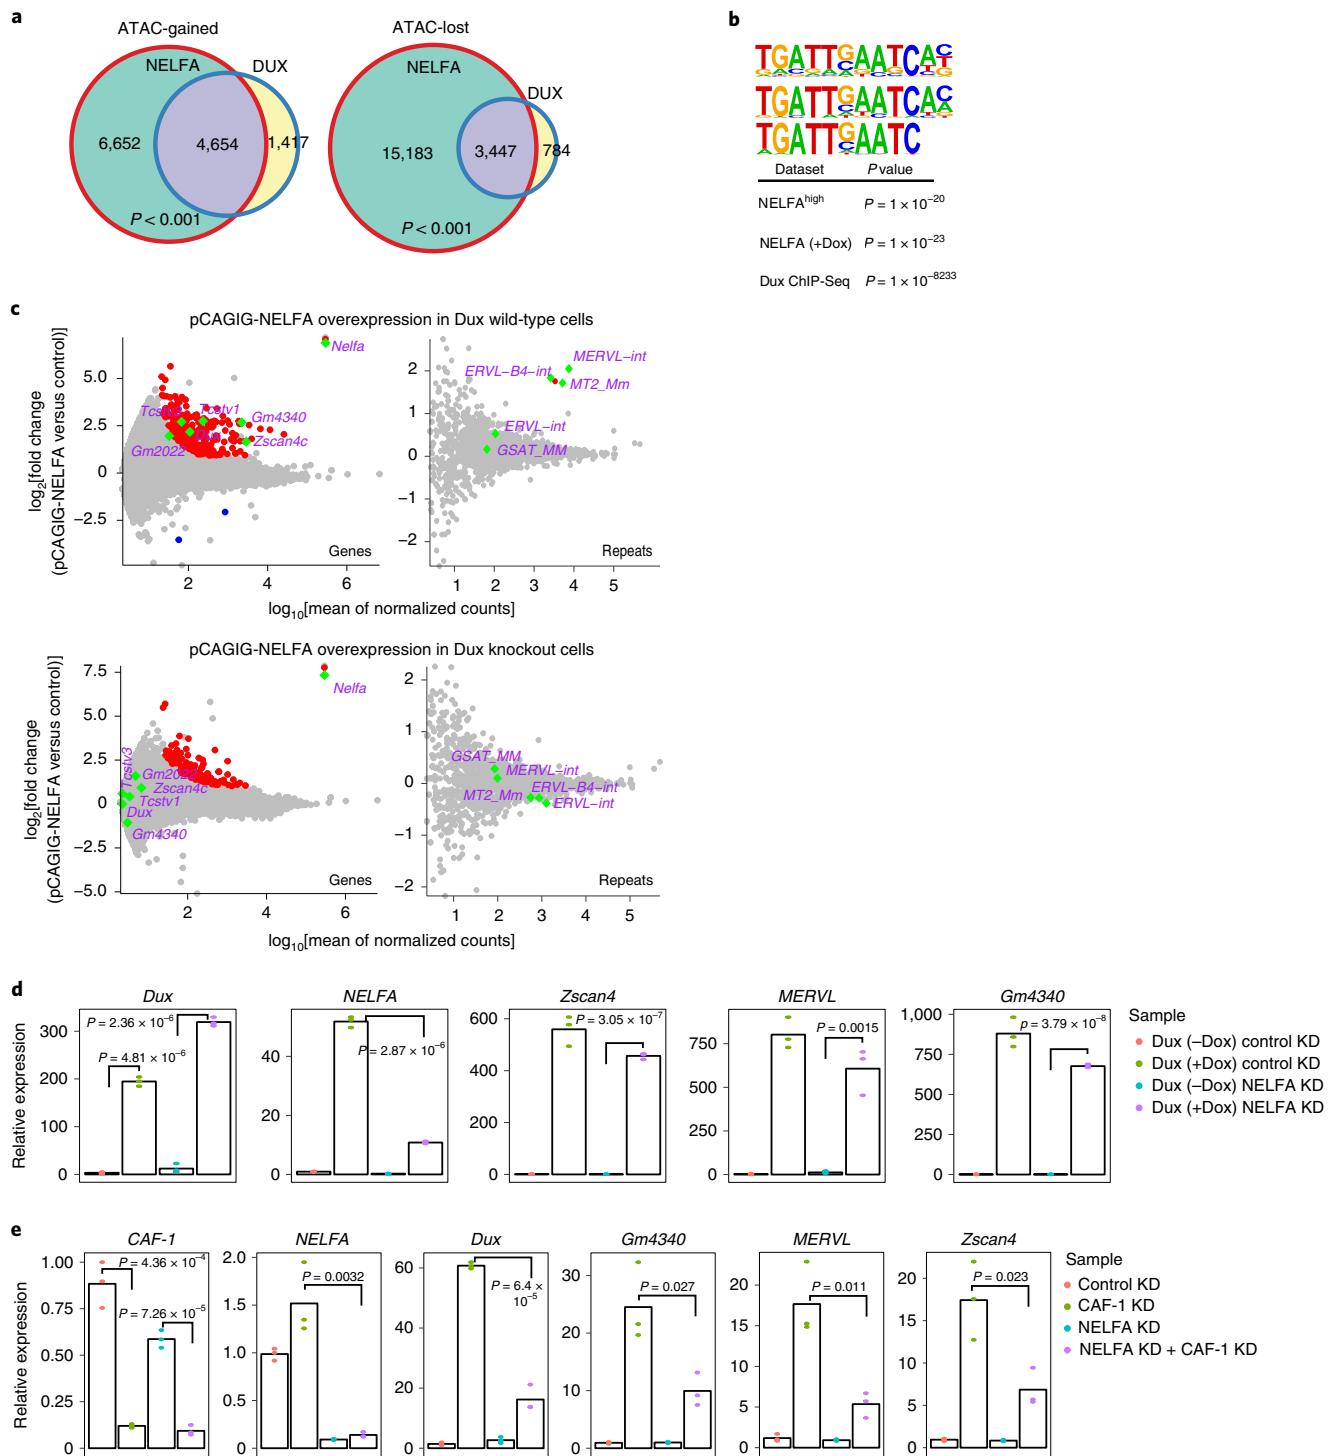 a
ATAC-gained
NELFA
DUX
6,652
4,654
1,417
P < 0.001
ATAC-lost
NELFA
DUX
15,183
3,447
784
P < 0.001
b
TGATTGAATCAC
TGATTGAATCAC
TGATTGAATC
Dataset P value
NELFAhigh P = 1 × 10−20
NELFA (+Dox) P = 1 × 10−23
Dux ChIP-Seq P = 1 × 10−8233
c
pCAGIG-NELFA overexpression in Dux wild-type cells
log2[fold change
(pCAGIG-NELFA versus control)]
5.0
2.5
0
−2.5
Nelfa
Tcstv1
Gm4340
Gm2022
Zscan4c
Genes
2 4 6
2
1
0
−1
−2
MERVL−int
ERVL−B4−int
MT2_Mm
ERVL−int
GSAT_MM
Repeats
1 2 3 4 5
log10[mean of normalized counts]
pCAGIG-NELFA overexpression in Dux knockout cells
log2[fold change
(pCAGIG-NELFA versus control)]
7.5
5.0
2.5
0
−2.5
−5.0
Nelfa
Tcstv3
Gm2022
Zscan4c
Tcstv1
Dux
Gm4340
Genes
2 4 6
2
1
0
−1
−2
GSAT_MM
MERVL−int
MT2_Mm
ERVL−B4−int
ERVL−int
Repeats
1 2 3 4 5
log10[mean of normalized counts]
d
Relative expression
Dux
300
200
100
0
P = 2.36 × 10−6
P = 4.81 × 10−6
NELFA
40
20
0
P = 2.87 × 10−6
Zscan4
600
400
200
0
P = 3.05 × 10−7
MERVL
750
500
250
0
P = 0.0015
Gm4340
1,000
750
500
250
0
p = 3.79 × 10−8
Sample
Dux (−Dox) control KD
Dux (+Dox) control KD
Dux (−Dox) NELFA KD
Dux (+Dox) NELFA KD
e
Relative expression
CAF-1
1.00
0.75
0.50
0.25
0
P = 4.36 × 10−4
P = 7.26 × 10−5
NELFA
2.0
1.5
1.0
0.5
0
P = 0.0032
Dux
60
40
20
0
P = 6.4 ×
10−5
Gm4340
30
20
10
0
P = 0.027
MERVL
20
15
10
5
0
P = 0.011
Zscan4
20
15
10
5
0
P = 0.023
Sample
Control KD
CAF-1 KD
NELFA KD
NELFA KD + CAF-1 KD